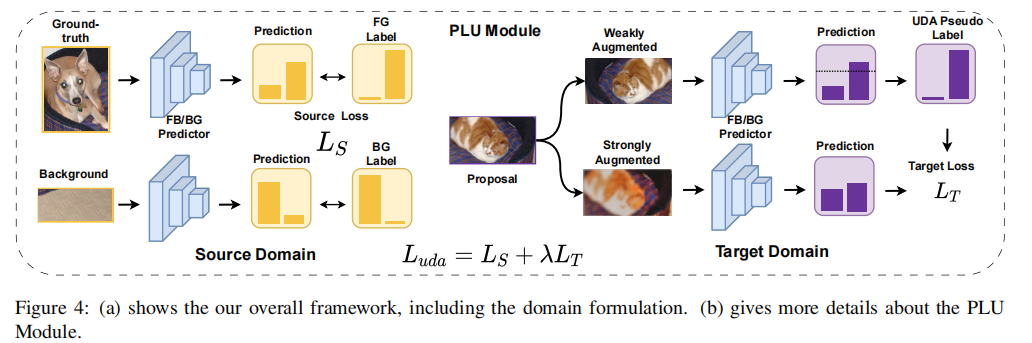 Ground-
truth
Prediction
FG
Label
FB/BG
Predictor
Source Loss
L_S
Background
Prediction
BG
Label
Source Domain
PLU Module
Proposal
Weakly
Augmented
Prediction
UDA Pseudo
Label
FB/BG
Predictor
Strongly
Augmented
Prediction
Target Loss
L_T
Target Domain
L_{uda} = L_S + λL_T
Figure 4: (a) shows the our overall framework, including the domain formulation. (b) gives more details about the PLU
Module.